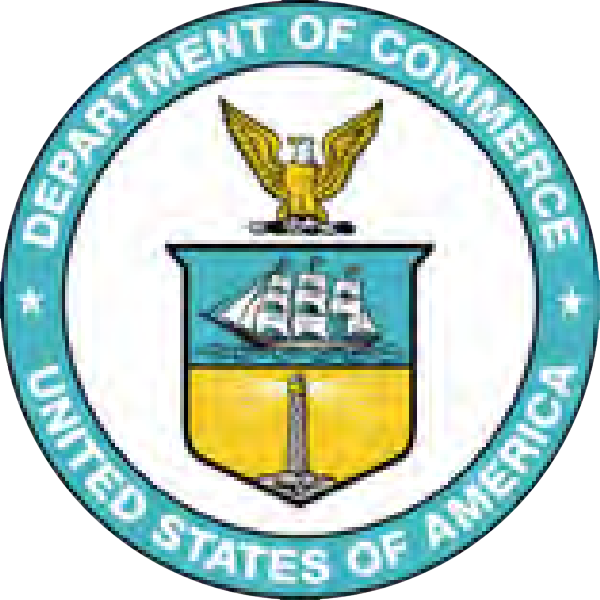 DEPARTMENT OF COMMERCE
UNITED STATES OF AMERICA